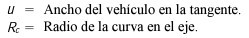 u = Ancho del vehículo en la tangente.
Rc = Radio de la curva en el eje.